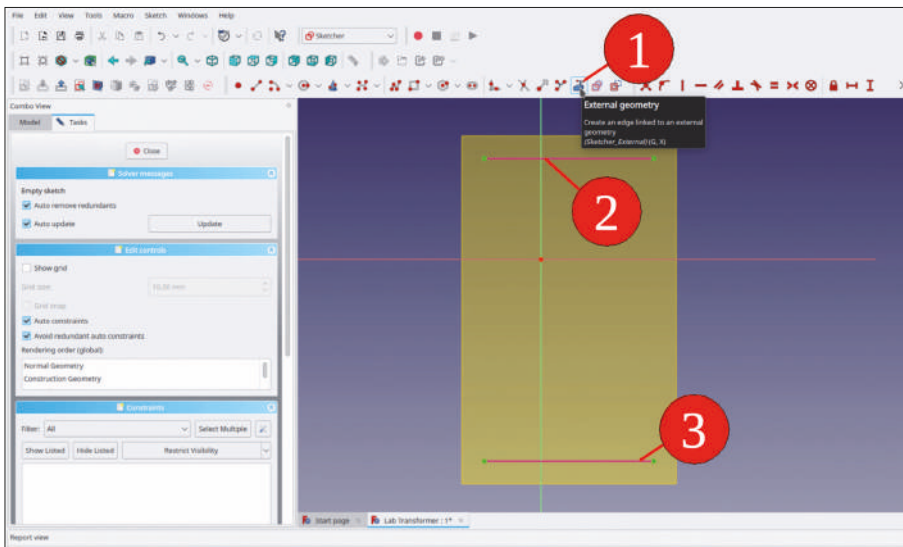 File Edit View Tools Macro Sketch Windows Help
Sketcher
1
External geometry
Create an edge linked to an external
geometry
(Sketcher_External) (G, X)
Combo View
Model Tasks
Close
Solver messages
Empty sketch
Auto remove redundants
Auto update Update
Edit controls
Show grid
Grid size: 10,00 mm
Grid snap
Auto constraints
Avoid redundant auto constraints
Rendering order (global):
Normal Geometry
Construction Geometry
Constraints
Filter: All Select Multiple
Show Listed Hide Listed Restrict Visibility
2
3
Start page Lab Transformer : 1*
Report view